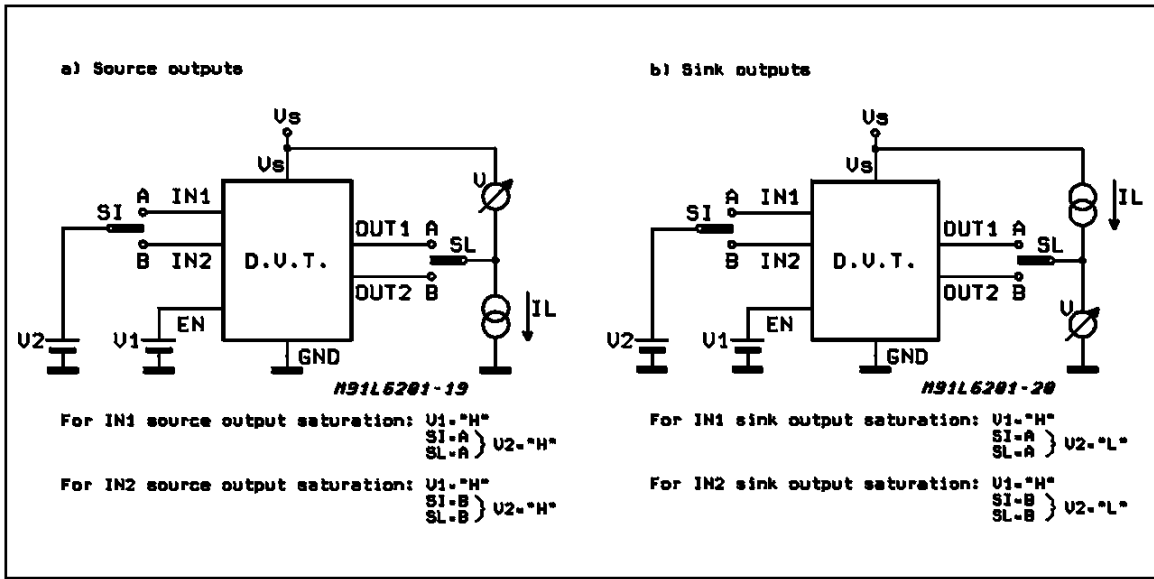 a) Source outputs
Vs
Vs
A IN1
SI
B IN2
D.U.T.
OUT1 A
SL
OUT2 B
V
IL
EN
V2
V1
GND
M91L6201-19
For IN1 source output saturation: V1="H"
SI=A
SL=A } V2="H"
For IN2 source output saturation: V1="H"
SI=B
SL=B } V2="H"
b) Sink outputs
Vs
Vs
A IN1
SI
B IN2
D.U.T.
OUT1 A
SL
OUT2 B
IL
V
EN
V2
V1
GND
M91L6201-20
For IN1 sink output saturation: V1="H"
SI=A
SL=A } V2="L"
For IN2 sink output saturation: V1="H"
SI=B
SL=B } V2="L"